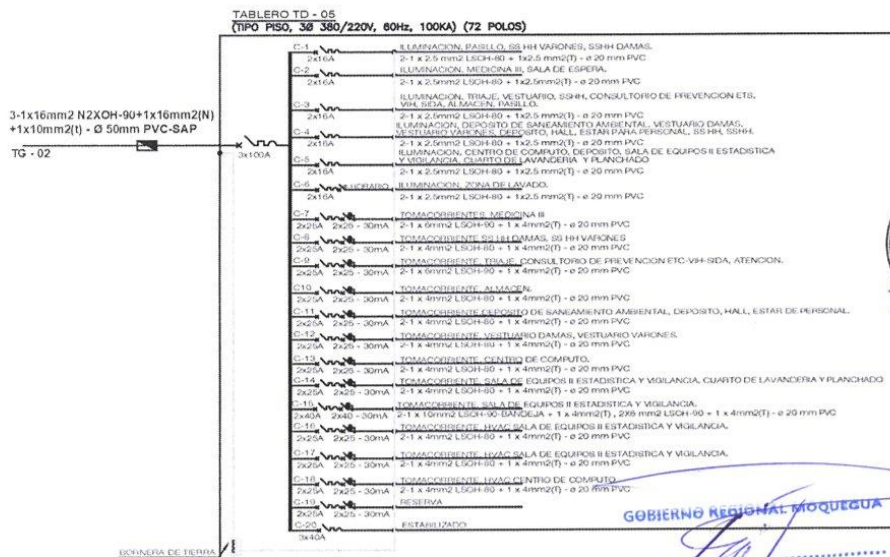 TABLERO TD - 05
(TIPO PISO, 3Ø 380/220V, 60Hz, 100KA) (72 POLOS)
3-1x16mm2 N2XOH-90+1x16mm2(N)
+1x10mm2(t) - Ø 50mm PVC-SAP
TG - 02
3x100A
C-1 ILUMINACION, PASILLO, SS HH VARONES, SSHH DAMAS.
2x16A 2-1 x 2.5 mm2 LSOH-80 + 1x2.5 mm2(T) - ø 20 mm PVC
C-2 ILUMINACION, MEDICINA III, SALA DE ESPERA.
2x16A 2-1 x 2.5mm2 LSOH-80 + 1x2.5mm2(T) - ø 20 mm PVC
C-3 ILUMINACION, TRIAJE, VESTUARIO, SSHH, CONSULTORIO DE PREVENCION ETS,
VIH, SIDA, ALMACEN, PASILLO.
2x16A 2-1 x 2.5mm2 LSOH-80 + 1x2.5 mm2(T) - ø 20 mm PVC
C-4 ILUMINACION, DEPOSITO DE SANEAMIENTO AMBIENTAL, VESTUARIO DAMAS,
VESTUARIO VARONES, DEPOSITO, HALL, ESTAR PARA PERSONAL, SS HH, SSHH.
2x16A 2-1 x 2.5mm2 LSOH-80 + 1x2.5 mm2(T) - ø 20 mm PVC
C-5 ILUMINACION, CENTRO DE COMPUTO, DEPOSITO, SALA DE EQUIPOS II ESTADISTICA
Y VIGILANCIA, CUARTO DE LAVANDERIA Y PLANCHADO
2x16A 2-1 x 2.5mm2 LSOH-80 + 1x2.5mm2(T) - ø 20 mm PVC
C-6 HORARIO ILUMINACION, ZONA DE LAVADO.
2x16A 2-1 x 2.5mm2 LSOH-80 + 1x2.5mm2(T) - ø 20 mm PVC
C-7 TOMACORRIENTES, MEDICINA III
2x25A 2x25 - 30mA 2-1 x 6mm2 LSOH-90 + 1 x 4mm2(T) - ø 20 mm PVC
C-8 TOMACORRIENTE SS HH DAMAS, SS HH VARONES
2x25A 2x25 - 30mA 2-1 x 4mm2 LSOH-80 + 1 x 4mm2(T) - ø 20 mm PVC
C-9 TOMACORRIENTE, TRIAJE, CONSULTORIO DE PREVENCION ETC-VIH-SIDA, ATENCION.
2x25A 2x25 - 30mA 2-1 x 6mm2 LSOH-90 + 1 x 4mm2(T) - ø 20 mm PVC
C10 TOMACORRIENTE, ALMACEN.
2x25A 2x25 - 30mA 2-1 x 4mm2 LSOH-80 + 1 x 4mm2(T) - ø 20 mm PVC
C-11 TOMACORRIENTE DEPOSITO DE SANEAMIENTO AMBIENTAL, DEPOSITO, HALL, ESTAR DE PERSONAL.
2x25A 2x25 - 30mA 2-1 x 4mm2 LSOH-80 + 1 x 4mm2(T) - ø 20 mm PVC
C-12 TOMACORRIENTE, VESTUARIO DAMAS, VESTUARIO VARONES.
2x25A 2x25 - 30mA 2-1 x 4mm2 LSOH-80 + 1 x 4mm2(T) - ø 20 mm PVC
C-13 TOMACORRIENTE, CENTRO DE COMPUTO.
2x25A 2x25 - 30mA 2-1 x 4mm2 LSOH-80 + 1 x 4mm2(T) - ø 20 mm PVC
C-14 TOMACORRIENTE, SALA DE EQUIPOS II ESTADISTICA Y VIGILANCIA, CUARTO DE LAVANDERIA Y PLANCHADO
2x25A 2x25 - 30mA 2-1 x 4mm2 LSOH-80 + 1 x 4mm2(T) - ø 20 mm PVC
C-15 TOMACORRIENTE, SALA DE EQUIPOS II ESTADISTICA Y VIGILANCIA.
2x40A 2x40 - 30mA 2-1 x 10mm2 LSOH-90-BANDEJA + 1 x 4mm2(T) , 2X6 mm2 LSOH-90 + 1 x 4mm2(T) - ø 20 mm PVC
C-16 TOMACORRIENTE, HVAC SALA DE EQUIPOS II ESTADISTICA Y VIGILANCIA.
2x25A 2x25 - 30mA 2-1 x 4mm2 LSOH-80 + 1 x 4mm2(T) - ø 20 mm PVC
C-17 TOMACORRIENTE, HVAC SALA DE EQUIPOS II ESTADISTICA Y VIGILANCIA.
2x25A 2x25 - 30mA 2-1 x 4mm2 LSOH-80 + 1 x 4mm2(T) - ø 20 mm PVC
C-18 TOMACORRIENTE, HVAC CENTRO DE COMPUTO
2x25A 2x25 - 30mA 2-1 x 4mm2 LSOH-80 + 1 x 4mm2(T) - ø 20 mm PVC
C-19 RESERVA
2x25A 2x25 - 30mA
C-20 ESTABILIZADO
3x40A
GOBIERNO REGIONAL MOQUEGUA
BORNERA DE TIERRA